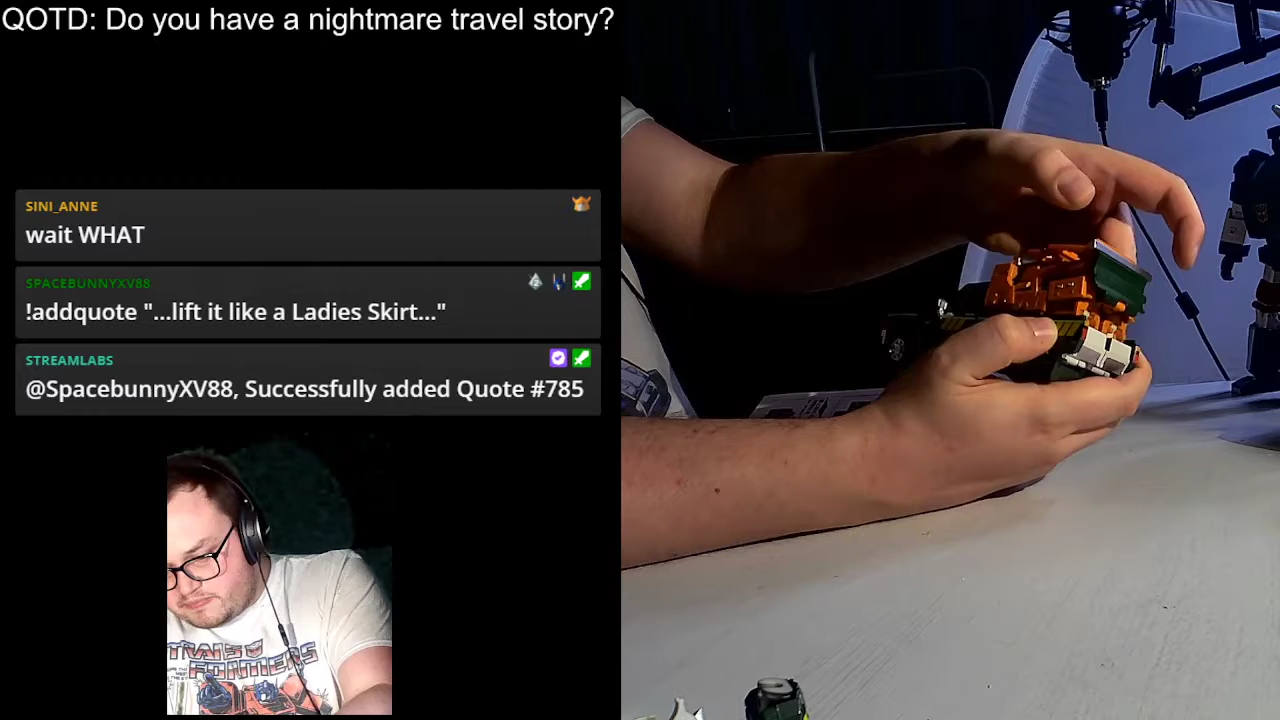 QOTD: Do you have a nightmare travel story?
SINI_ANNE
wait WHAT
SPACEBUNNYXV88
!addquote "...lift it like a Ladies Skirt..."
STREAMLABS
@SpacebunnyXV88, Successfully added Quote #785
TRANSFORMERS